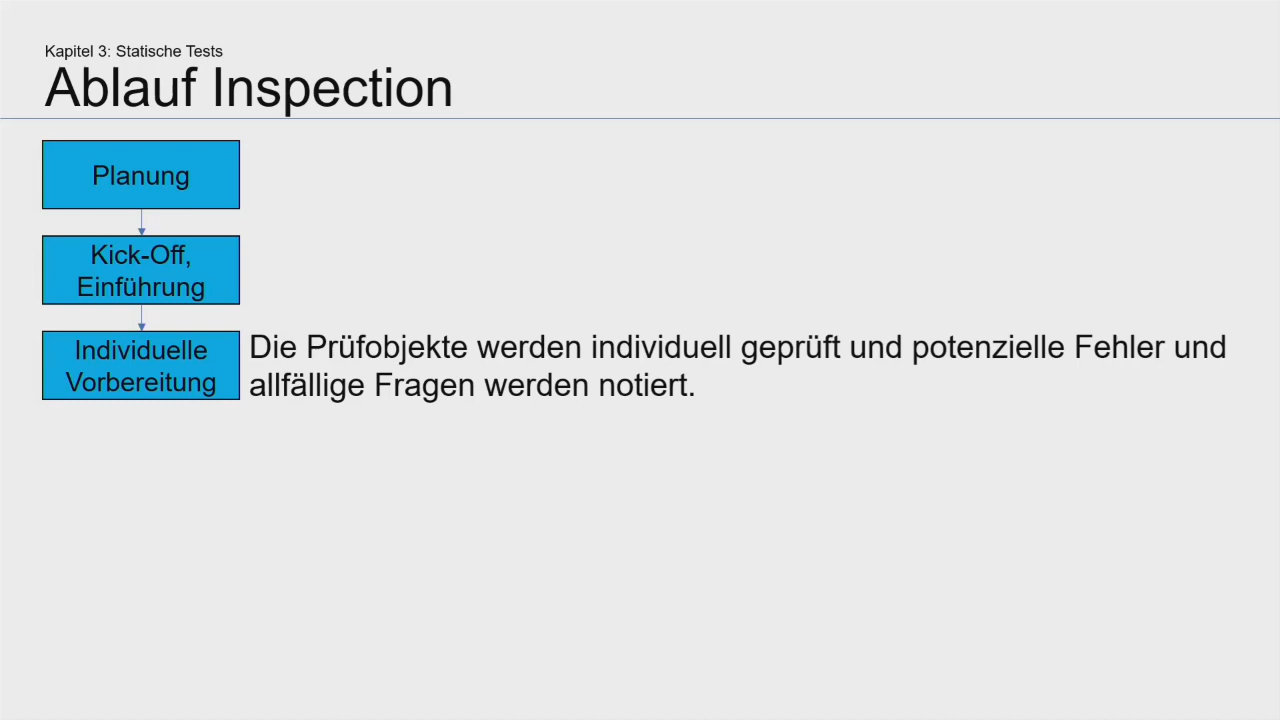 Kapitel 3: Statische Tests
Ablauf Inspection
Planung
Kick-Off,
Einführung
Individuelle
Vorbereitung
Die Prüfobjekte werden individuell geprüft und potenzielle Fehler und
allfällige Fragen werden notiert.